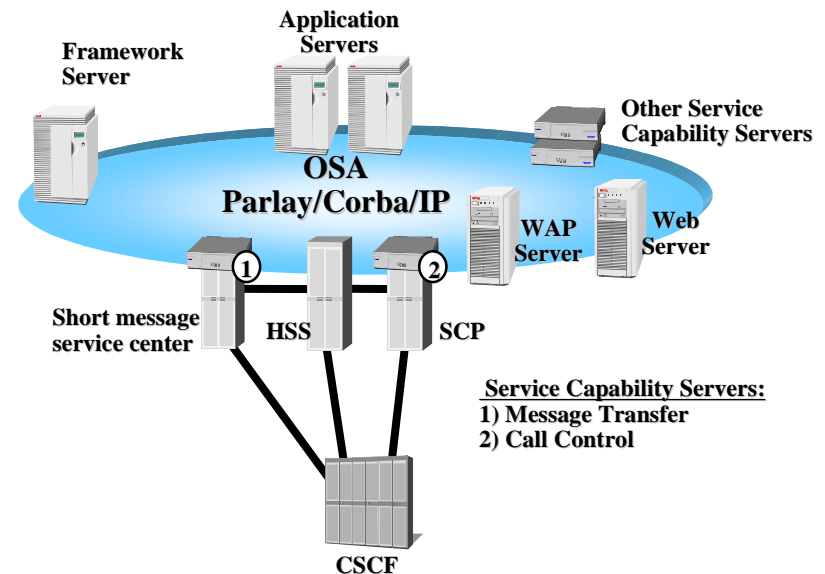 Framework
Server
Application
Servers
Other Service
Capability Servers
OSA
Parlay/Corba/IP
WAP
Server
Web
Server
1
2
Short message
service center
HSS
SCP
Service Capability Servers:
1) Message Transfer
2) Call Control
CSCF